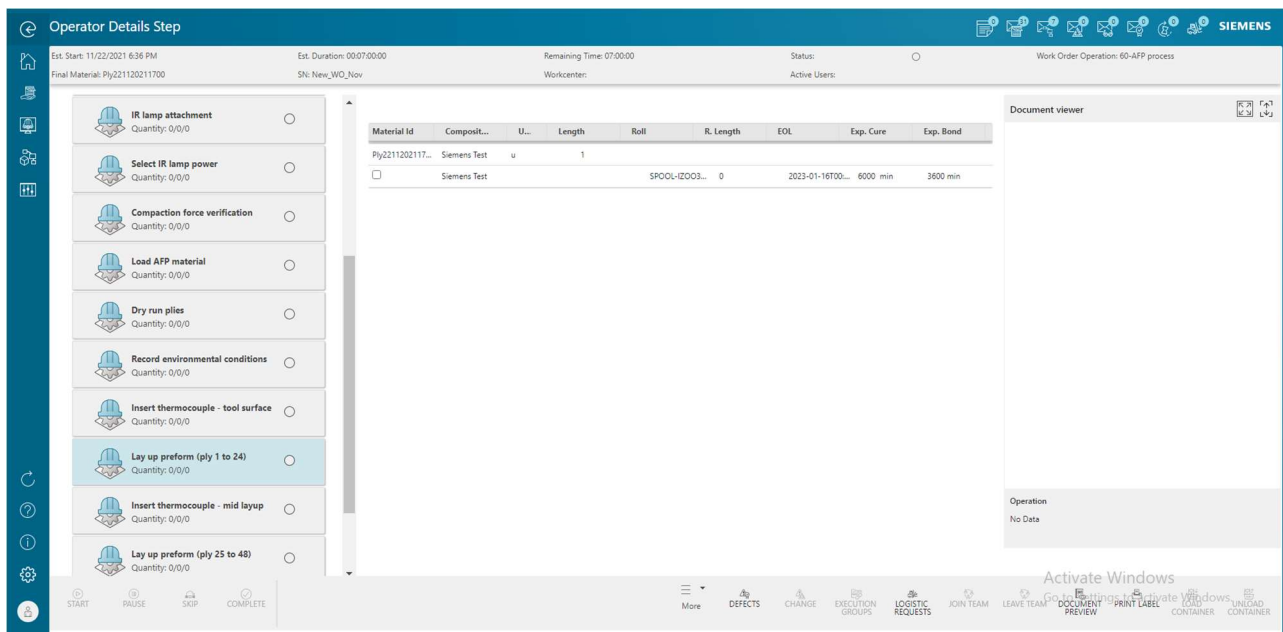 Operator Details Step
0 31 7 0 0 0 0 0 SIEMENS
Est. Start: 11/22/2021 6:36 PM Est. Duration: 00:07:00:00 Remaining Time: 07:00:00 Status: Work Order Operation: 60-AFP process
Final Material: Ply221120211700 SN: New_WO_Nov Workcenter: Active Users:
IR lamp attachment
Quantity: 0/0/0
Select IR lamp power
Quantity: 0/0/0
Compaction force verification
Quantity: 0/0/0
Load AFP material
Quantity: 0/0/0
Dry run plies
Quantity: 0/0/0
Record environmental conditions
Quantity: 0/0/0
Insert thermocouple - tool surface
Quantity: 0/0/0
Lay up preform (ply 1 to 24)
Quantity: 0/0/0
Insert thermocouple - mid layup
Quantity: 0/0/0
Lay up preform (ply 25 to 48)
Quantity: 0/0/0
Material Id Composit... U... Length Roll R. Length EOL Exp. Cure Exp. Bond
Ply2211202117... Siemens Test u 1
Siemens Test SPOOL-IZOO3... 0 2023-01-16T00:... 6000 min 3600 min
Document viewer
Operation
No Data
Activate Windows
Go to Settings to activate Windows.
START PAUSE SKIP COMPLETE
More DEFECTS CHANGE EXECUTION GROUPS LOGISTIC REQUESTS JOIN TEAM LEAVE TEAM DOCUMENT PREVIEW PRINT LABEL LOAD CONTAINER UNLOAD CONTAINER